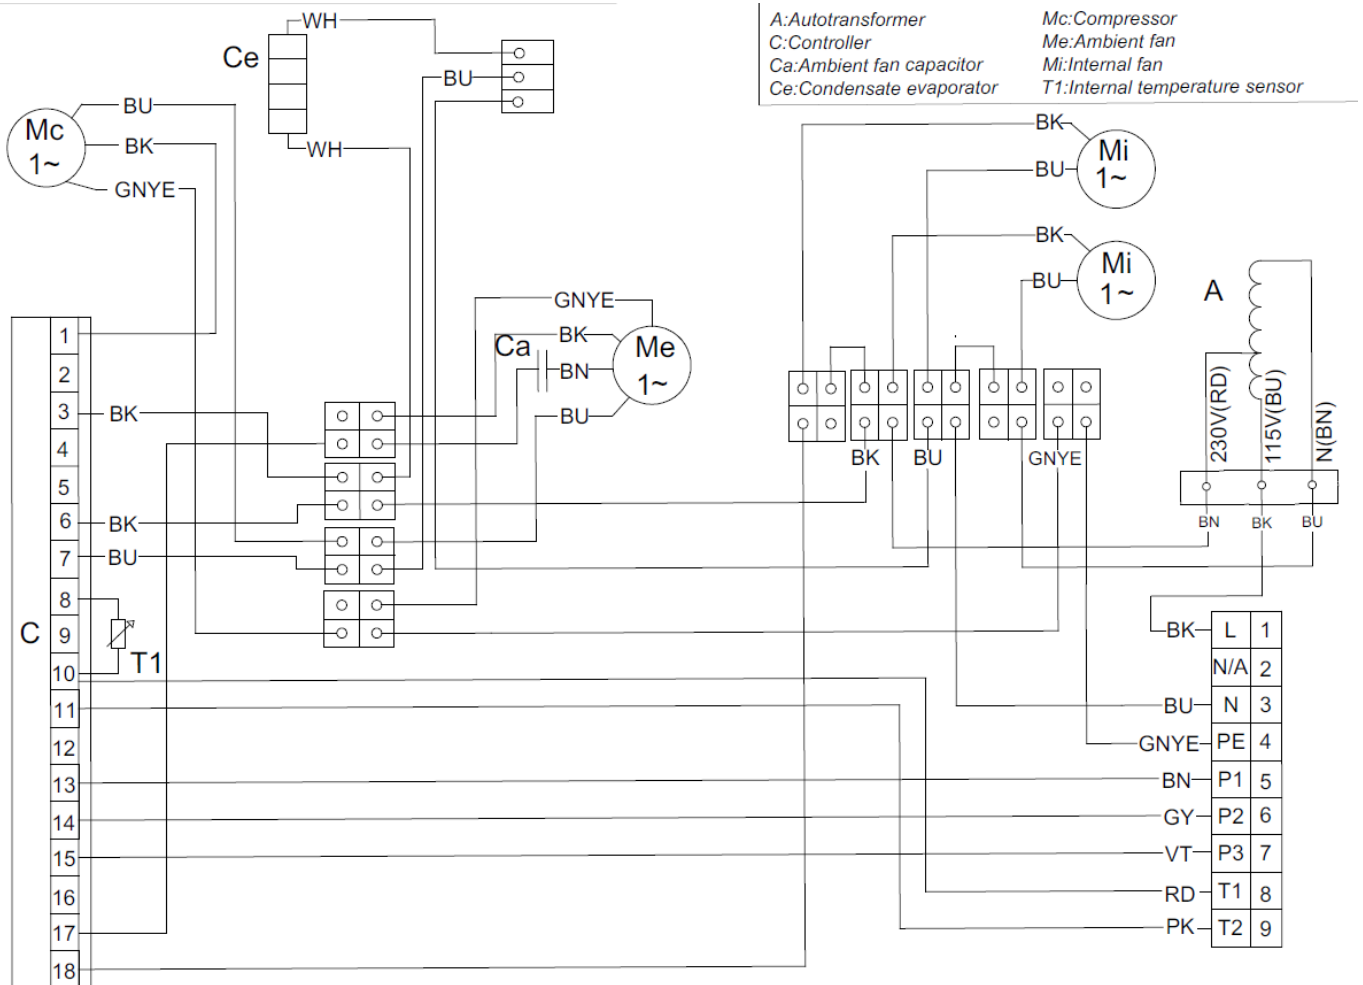 A:Autotransformer
Mc:Compressor
C:Controller
Me:Ambient fan
Ca:Ambient fan capacitor
Mi:Internal fan
Ce:Condensate evaporator
T1:Internal temperature sensor
WH
Ce
BU
WH
BU
Mc
1~
BK
GNYE
BK
Mi
1~
BU
BK
Mi
1~
BU
A
GNYE
BK
Ca
Me
1~
BN
BU
230V(RD)
115V(BU)
N(BN)
BK
BU
GNYE
BN
BK
BU
C
1
2
3
BK
4
5
6
BK
7
BU
8
9
10
T1
11
12
13
14
15
16
17
18
BK
L
1
N/A
2
BU
N
3
GNYE
PE
4
BN
P1
5
GY
P2
6
VT
P3
7
RD
T1
8
PK
T2
9